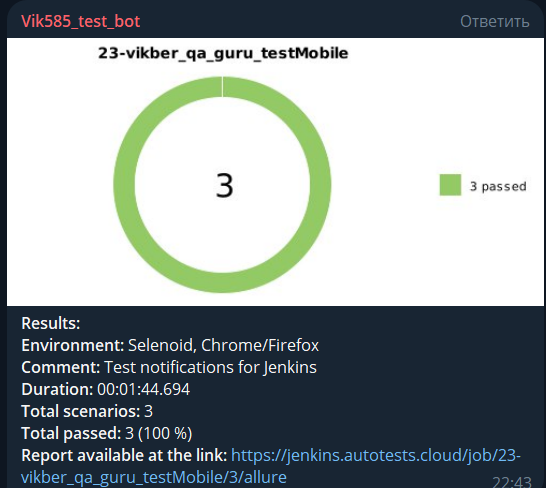 Vik585_test_bot
Ответить
23-vikber_qa_guru_testMobile
3
3 passed
Results:
Environment: Selenoid, Chrome/Firefox
Comment: Test notifications for Jenkins
Duration: 00:01:44.694
Total scenarios: 3
Total passed: 3 (100 %)
Report available at the link: https://jenkins.autotests.cloud/job/23-
vikber_qa_guru_testMobile/3/allure
22:43